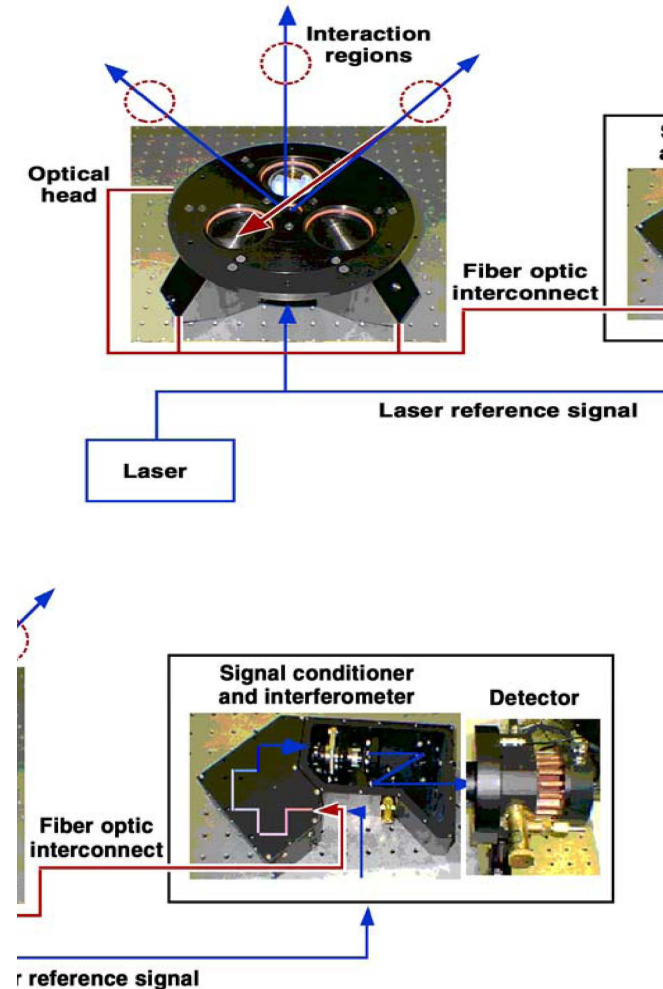 Interaction
regions
Optical
head
S
a
Fiber optic
interconnect
Laser reference signal
Laser
Signal conditioner
and interferometer
Detector
Fiber optic
interconnect
r reference signal